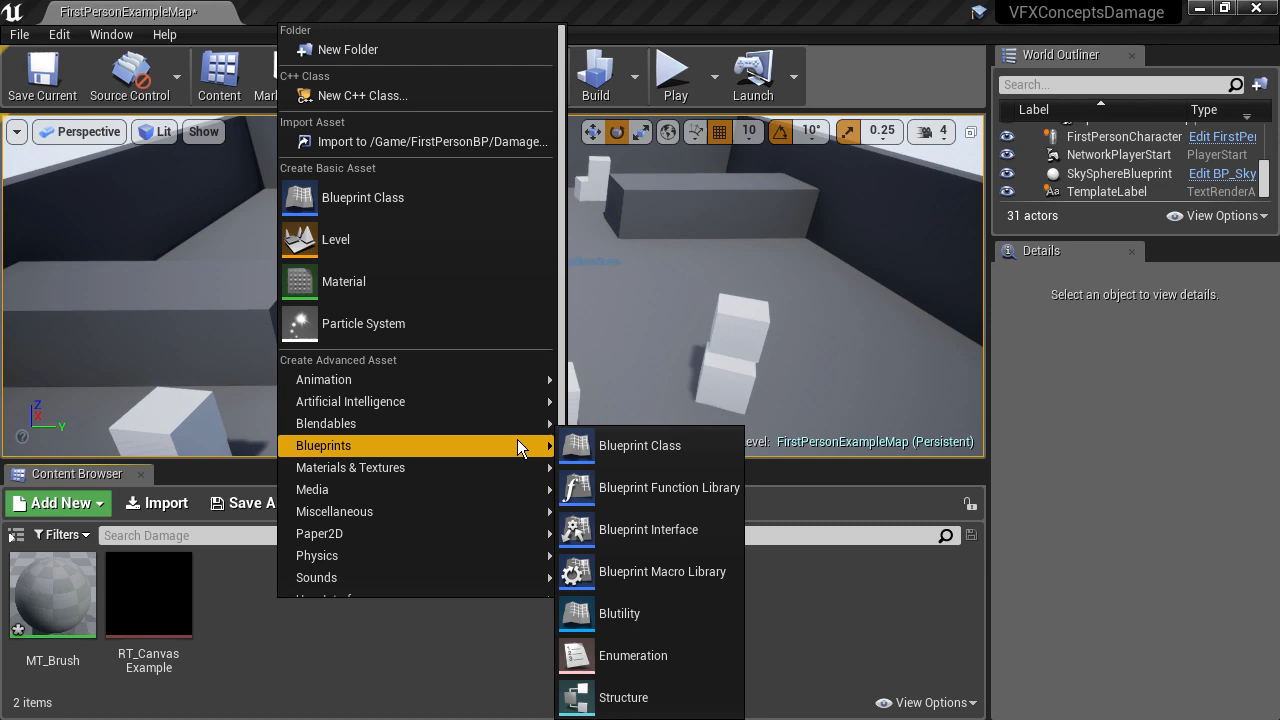 FirstPersonExampleMap*
VFXConceptsDamage
File
Edit
Window
Help
Save Current
Source Control
Content
Build
Play
Launch
Perspective
Lit
Show
10
10°
0.25
4
Folder
New Folder
C++ Class
New C++ Class...
Import Asset
Import to /Game/FirstPersonBP/Damage...
Create Basic Asset
Blueprint Class
Level
Material
Particle System
Create Advanced Asset
Animation
Artificial Intelligence
Blendables
Blueprints
Materials & Textures
Media
Miscellaneous
Paper2D
Physics
Sounds
Blueprint Class
Blueprint Function Library
Blueprint Interface
Blueprint Macro Library
Blutility
Enumeration
Structure
FirstPersonExampleMap (Persistent)
Z
X
Y
World Outliner
Search...
Label
Type
FirstPersonCharacter
Edit FirstPei
NetworkPlayerStart
PlayerStart
SkySphereBlueprint
Edit BP_Sky
TemplateLabel
TextRenderA
31 actors
View Options
Details
Select an object to view details.
Content Browser
Add New
Import
Save A
Filters
Search Damage
MT_Brush
RT_Canvas
Example
2 items
View Options